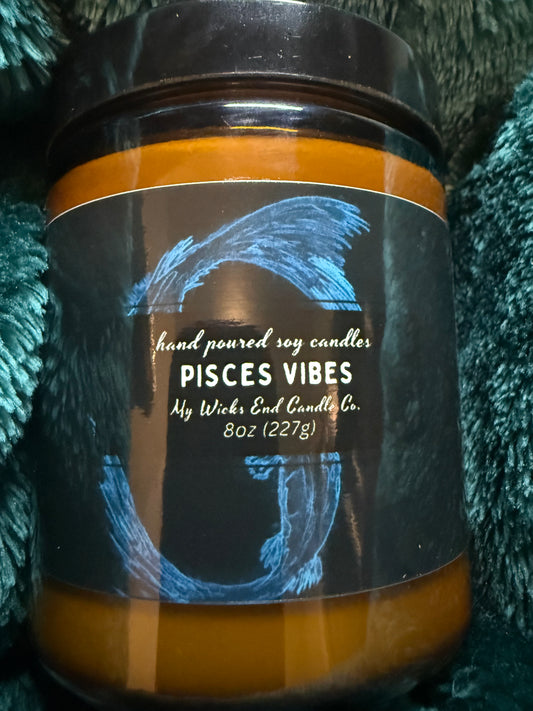 hand poured soy candles
PISCES VIBES
My Wicks End Candle Co.
8oz (227g)